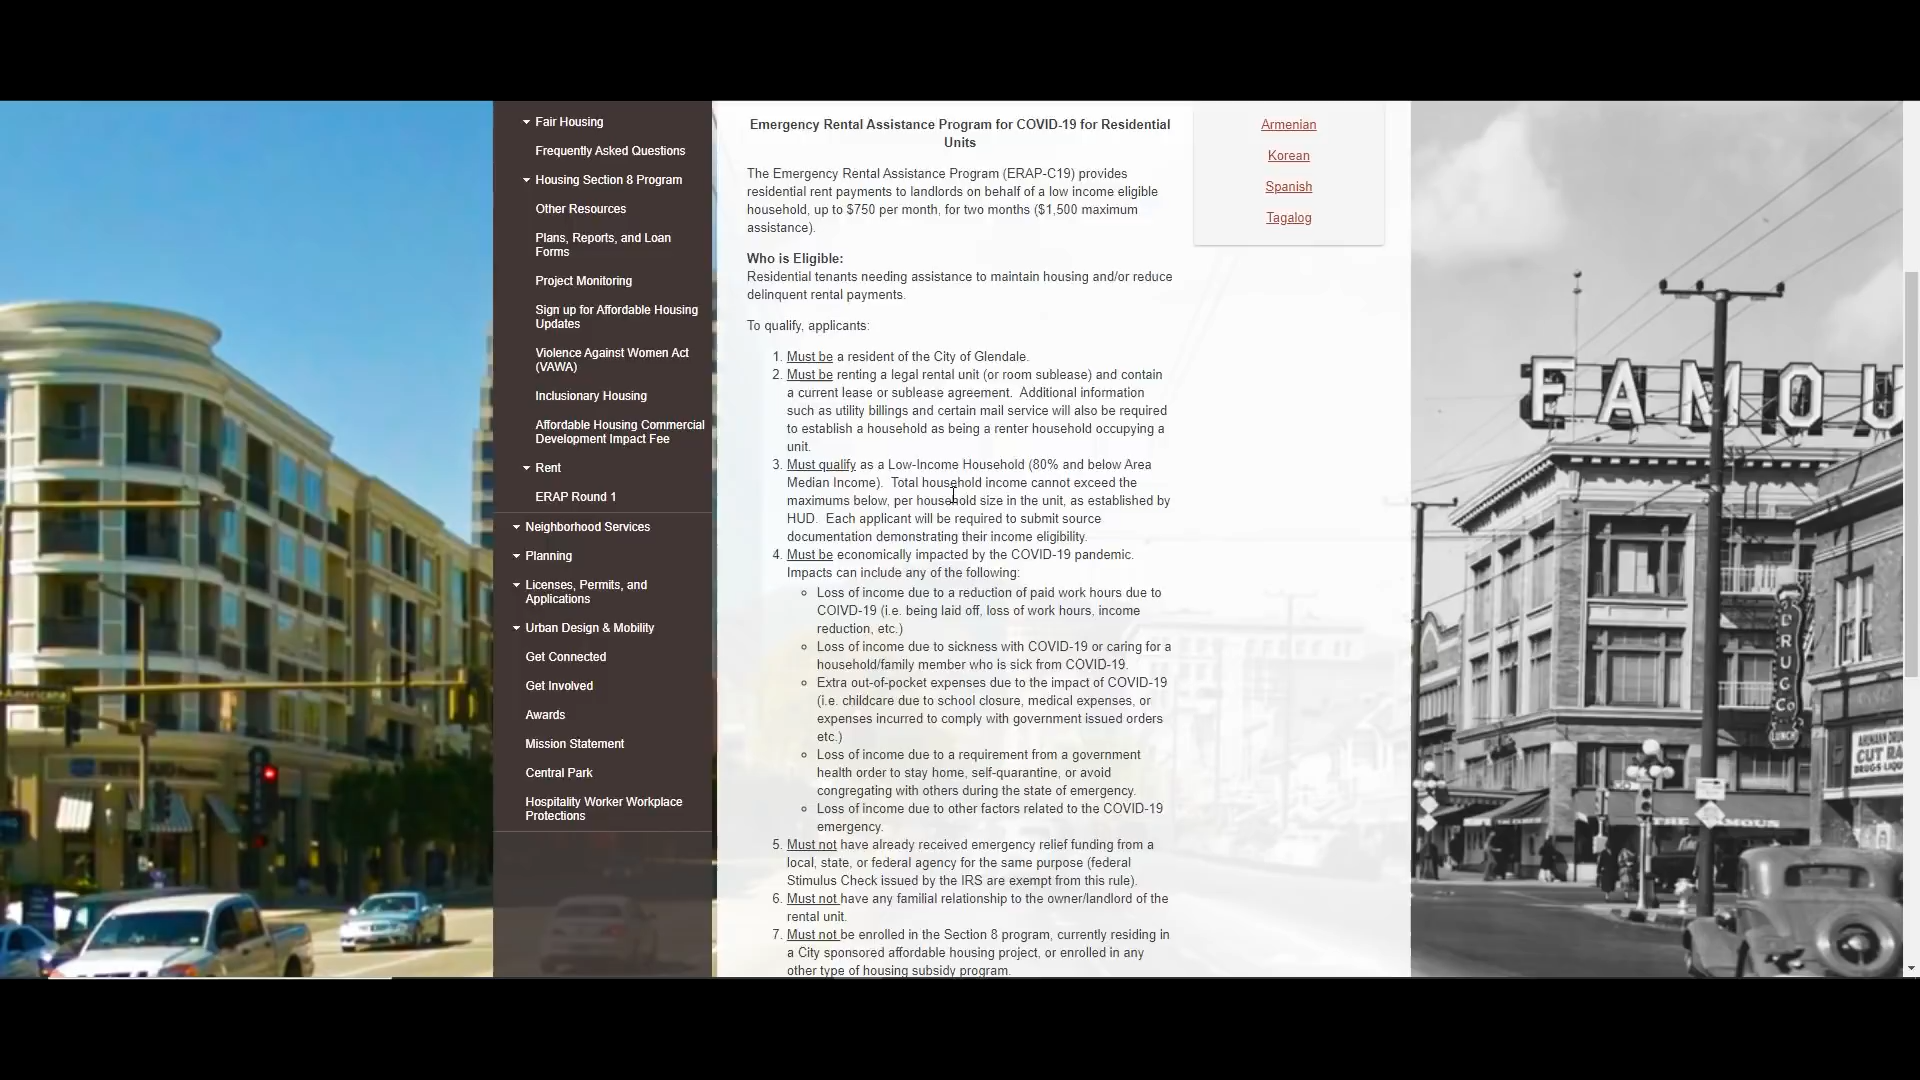 Fair Housing
Frequently Asked Questions
Housing Section 8 Program
Other Resources
Plans, Reports, and Loan
Forms
Project Monitoring
Sign up for Affordable Housing
Updates
Violence Against Women Act
(VAWA)
Inclusionary Housing
Affordable Housing Commercial
Development Impact Fee
Rent
ERAP Round 1
Neighborhood Services
Planning
Licenses, Permits, and
Applications
Urban Design & Mobility
Get Connected
Get Involved
Awards
Mission Statement
Central Park
Hospitality Worker Workplace
Protections
Emergency Rental Assistance Program for COVID-19 for Residential
Units
The Emergency Rental Assistance Program (ERAP-C19) provides
residential rent payments to landlords on behalf of a low income eligible
household, up to $750 per month, for two months ($1,500 maximum
assistance).
Who is Eligible:
Residential tenants needing assistance to maintain housing and/or reduce
delinquent rental payments.
To qualify, applicants:
1. Must be a resident of the City of Glendale.
2. Must be renting a legal rental unit (or room sublease) and contain
a current lease or sublease agreement. Additional information
such as utility billings and certain mail service will also be required
to establish a household as being a renter household occupying a
unit.
3. Must qualify as a Low-Income Household (80% and below Area
Median Income). Total household income cannot exceed the
maximums below, per household size in the unit, as established by
HUD. Each applicant will be required to submit source
documentation demonstrating their income eligibility.
4. Must be economically impacted by the COVID-19 pandemic.
Impacts can include any of the following:
Loss of income due to a reduction of paid work hours due to
COIVD-19 (i.e. being laid off, loss of work hours, income
reduction, etc.)
Loss of income due to sickness with COVID-19 or caring for a
household/family member who is sick from COVID-19.
Extra out-of-pocket expenses due to the impact of COVID-19
(i.e. childcare due to school closure, medical expenses, or
expenses incurred to comply with government issued orders
etc.)
Loss of income due to a requirement from a government
health order to stay home, self-quarantine, or avoid
congregating with others during the state of emergency.
Loss of income due to other factors related to the COVID-19
emergency.
5. Must not have already received emergency relief funding from a
local, state, or federal agency for the same purpose (federal
Stimulus Check issued by the IRS are exempt from this rule).
6. Must not have any familial relationship to the owner/landlord of the
rental unit.
7. Must not be enrolled in the Section 8 program, currently residing in
a City sponsored affordable housing project, or enrolled in any
other type of housing subsidy program.
Armenian
Korean
Spanish
Tagalog
FAMOU
DRUG Co
LUNCH
CUT RA
DRUGS LIQUO
THE FAMOUS
Americana